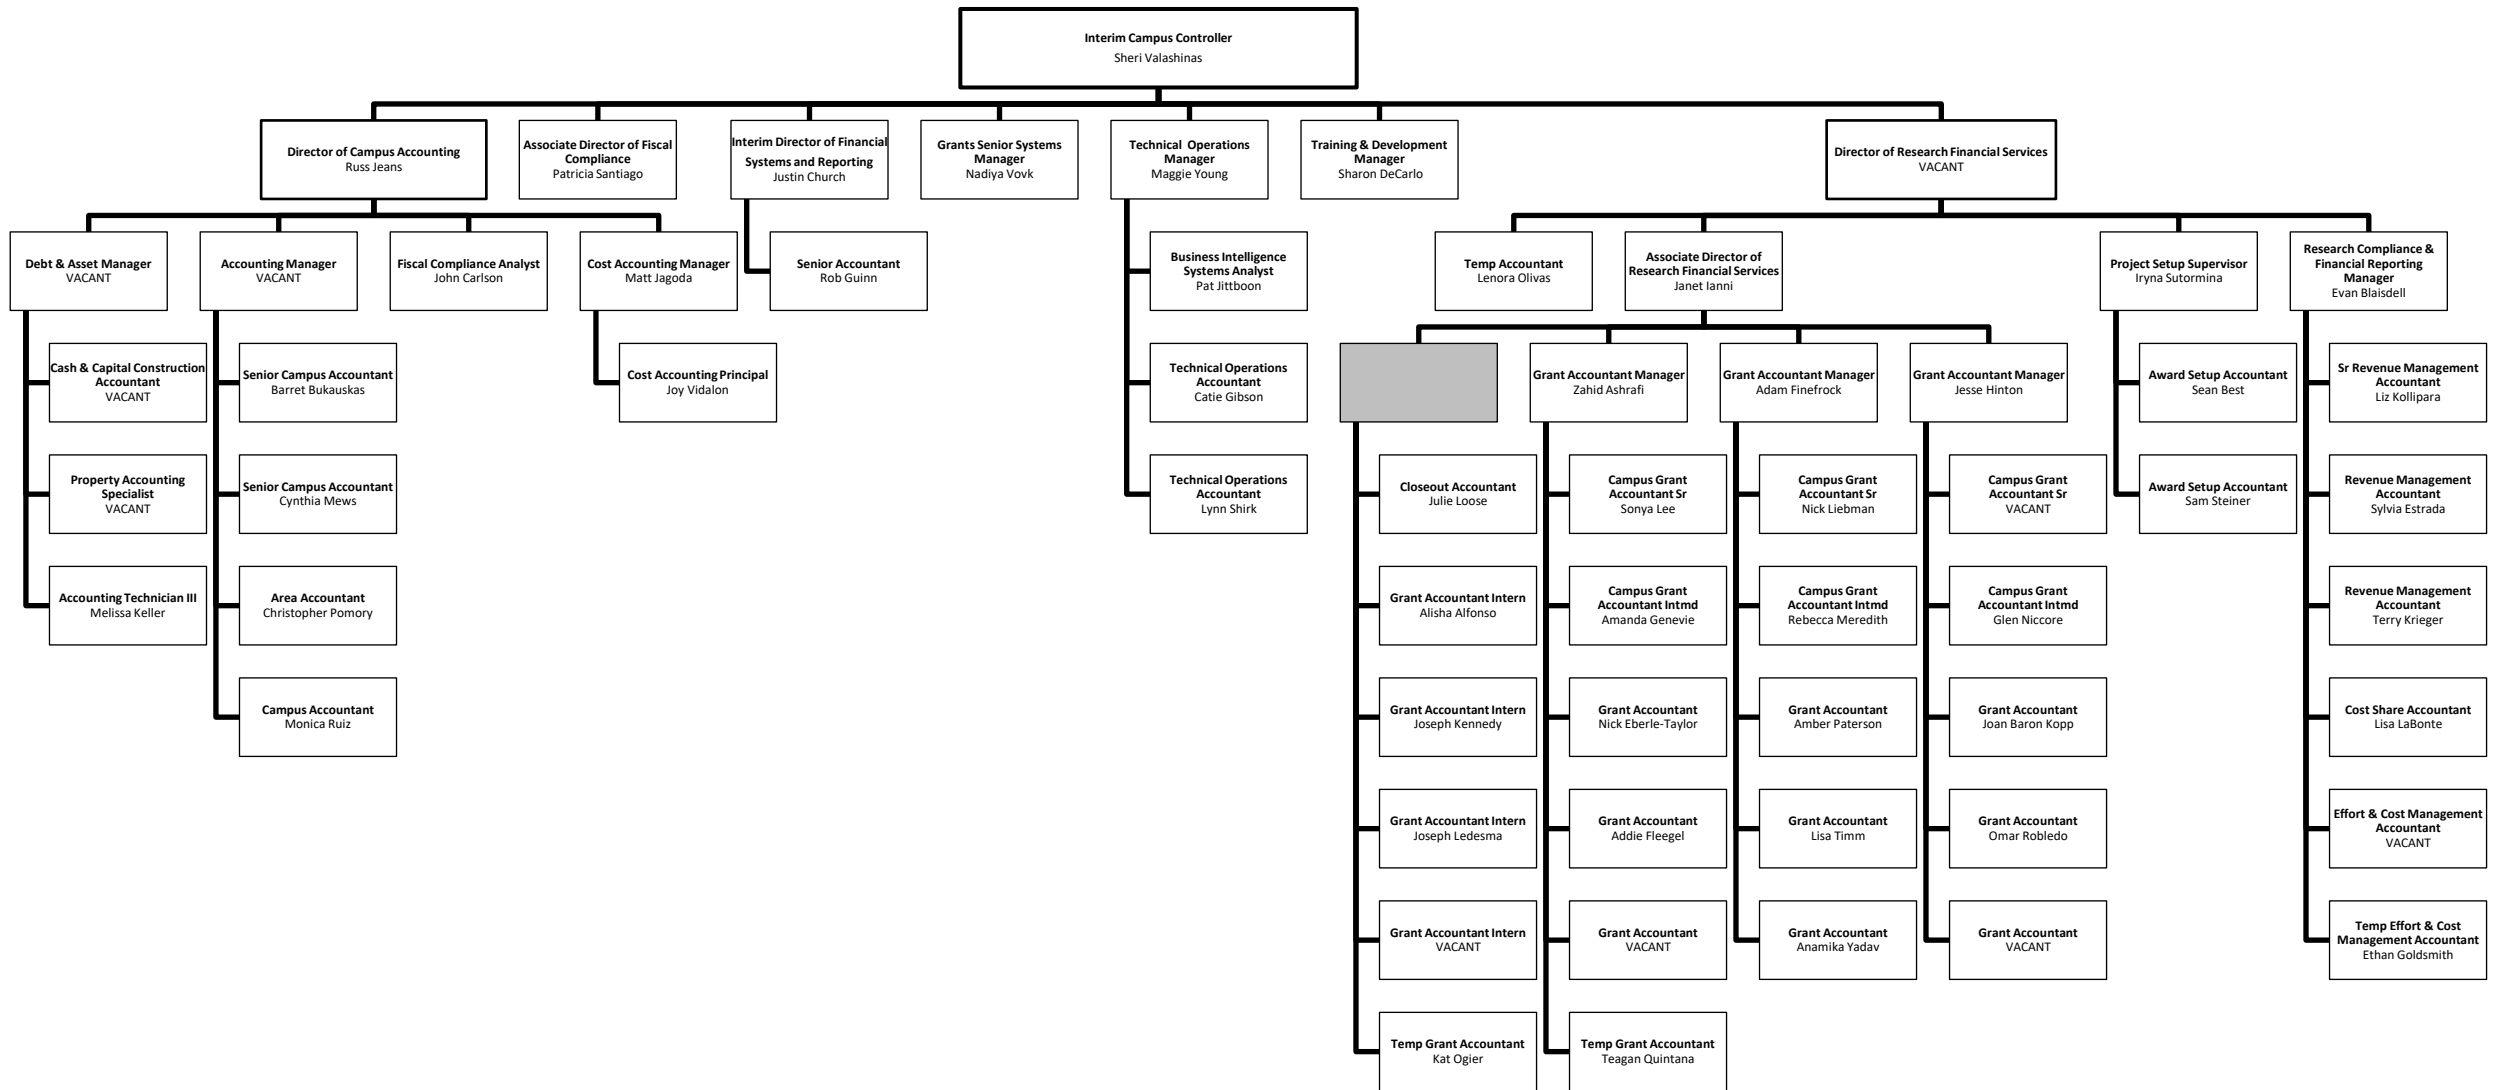 Interim Campus Controller
Sheri Valashinas
Director of Campus Accounting
Russ Jeans
Associate Director of Fiscal
Compliance
Patricia Santiago
Interim Director of Financial
Systems and Reporting
Justin Church
Grants Senior Systems
Manager
Nadiya Vovk
Technical Operations
Manager
Maggie Young
Training & Development
Manager
Sharon DeCarlo
Director of Research Financial Services
VACANT
Debt & Asset Manager
VACANT
Accounting Manager
VACANT
Fiscal Compliance Analyst
John Carlson
Cost Accounting Manager
Matt Jagoda
Senior Accountant
Rob Guinn
Business Intelligence
Systems Analyst
Pat Jittboon
Temp Accountant
Lenora Olivas
Associate Director of
Research Financial Services
Janet Ianni
Project Setup Supervisor
Iryna Sutormina
Research Compliance &
Financial Reporting
Manager
Evan Blaisdell
Cash & Capital Construction
Accountant
VACANT
Senior Campus Accountant
Barret Bukauskas
Cost Accounting Principal
Joy Vidalon
Technical Operations
Accountant
Catie Gibson
Grant Accountant Manager
Zahid Ashrafi
Grant Accountant Manager
Adam Finefrock
Grant Accountant Manager
Jesse Hinton
Award Setup Accountant
Sean Best
Sr Revenue Management
Accountant
Liz Kollipara
Property Accounting
Specialist
VACANT
Senior Campus Accountant
Cynthia Mews
Technical Operations
Accountant
Lynn Shirk
Closeout Accountant
Julie Loose
Campus Grant
Accountant Sr
Sonya Lee
Campus Grant
Accountant Sr
Nick Liebman
Campus Grant
Accountant Sr
VACANT
Award Setup Accountant
Sam Steiner
Revenue Management
Accountant
Sylvia Estrada
Accounting Technician III
Melissa Keller
Area Accountant
Christopher Pomory
Grant Accountant Intern
Alisha Alfonso
Campus Grant
Accountant Intmd
Amanda Genevie
Campus Grant
Accountant Intmd
Rebecca Meredith
Campus Grant
Accountant Intmd
Glen Niccore
Revenue Management
Accountant
Terry Krieger
Campus Accountant
Monica Ruiz
Grant Accountant Intern
Joseph Kennedy
Grant Accountant
Nick Eberle-Taylor
Grant Accountant
Amber Paterson
Grant Accountant
Joan Baron Kopp
Cost Share Accountant
Lisa LaBonte
Grant Accountant Intern
Joseph Ledesma
Grant Accountant
Addie Fleegel
Grant Accountant
Lisa Timm
Grant Accountant
Omar Robledo
Effort & Cost Management
Accountant
VACANT
Grant Accountant Intern
VACANT
Grant Accountant
VACANT
Grant Accountant
Anamika Yadav
Grant Accountant
VACANT
Temp Effort & Cost
Management Accountant
Ethan Goldsmith
Temp Grant Accountant
Kat Ogier
Temp Grant Accountant
Teagan Quintana